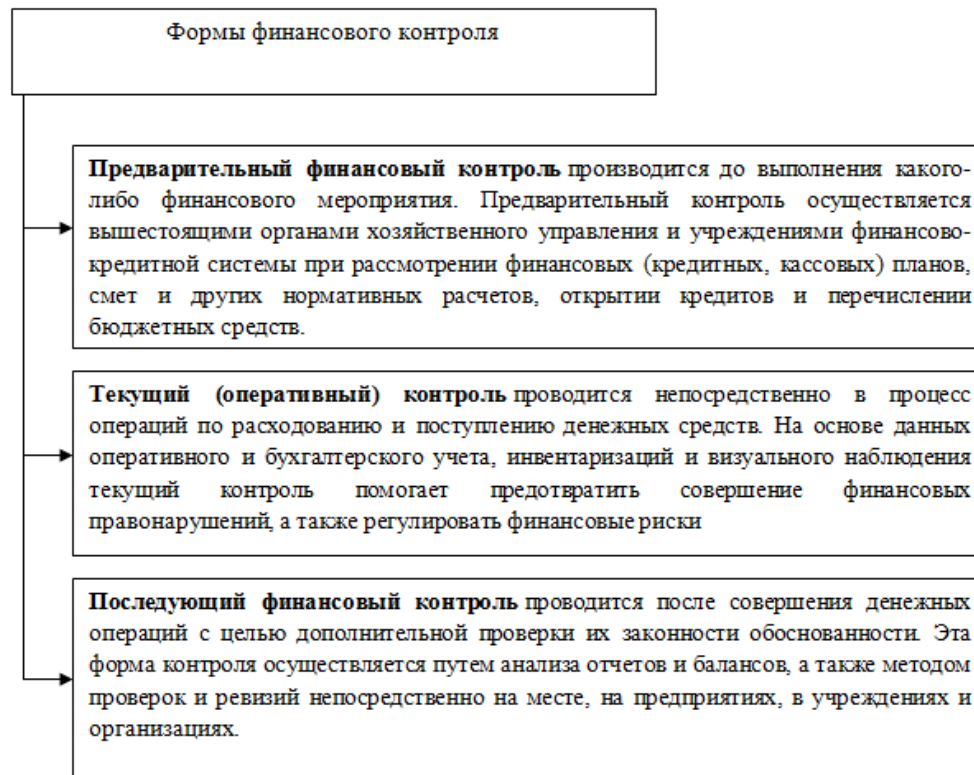 Формы финансового контроля
Предварительный финансовый контроль производится до выполнения какого-
либо финансового мероприятия. Предварительный контроль осуществляется
вышестоящими органами хозяйственного управления и учреждениями финансово-
кредитной системы при рассмотрении финансовых (кредитных, кассовых) планов,
смет и других нормативных расчетов, открытии кредитов и перечислении
бюджетных средств.
Текущий (оперативный) контроль проводится непосредственно в процесс
операций по расходованию и поступлению денежных средств. На основе данных
оперативного и бухгалтерского учета, инвентаризаций и визуального наблюдения
текущий контроль помогает предотвратить совершение финансовых
правонарушений, а также регулировать финансовые риски
Последующий финансовый контроль проводится после совершения денежных
операций с целью дополнительной проверки их законности обоснованности. Эта
форма контроля осуществляется путем анализа отчетов и балансов, а также методом
проверок и ревизий непосредственно на месте, на предприятиях, в учреждениях и
организациях.